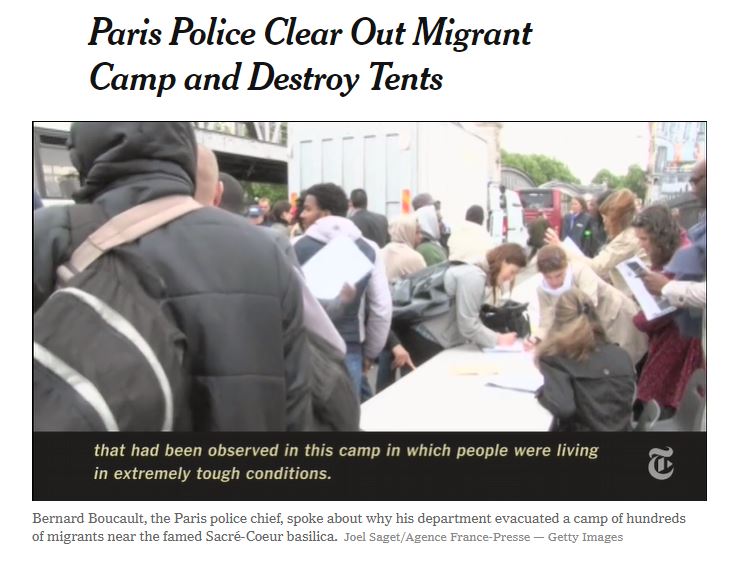 Paris Police Clear Out Migrant
Camp and Destroy Tents
that had been observed in this camp in which people were living
in extremely tough conditions.
T
Bernard Boucault, the Paris police chief, spoke about why his department evacuated a camp of hundreds
of migrants near the famed Sacré-Coeur basilica. Joel Saget/Agence France-Presse — Getty Images